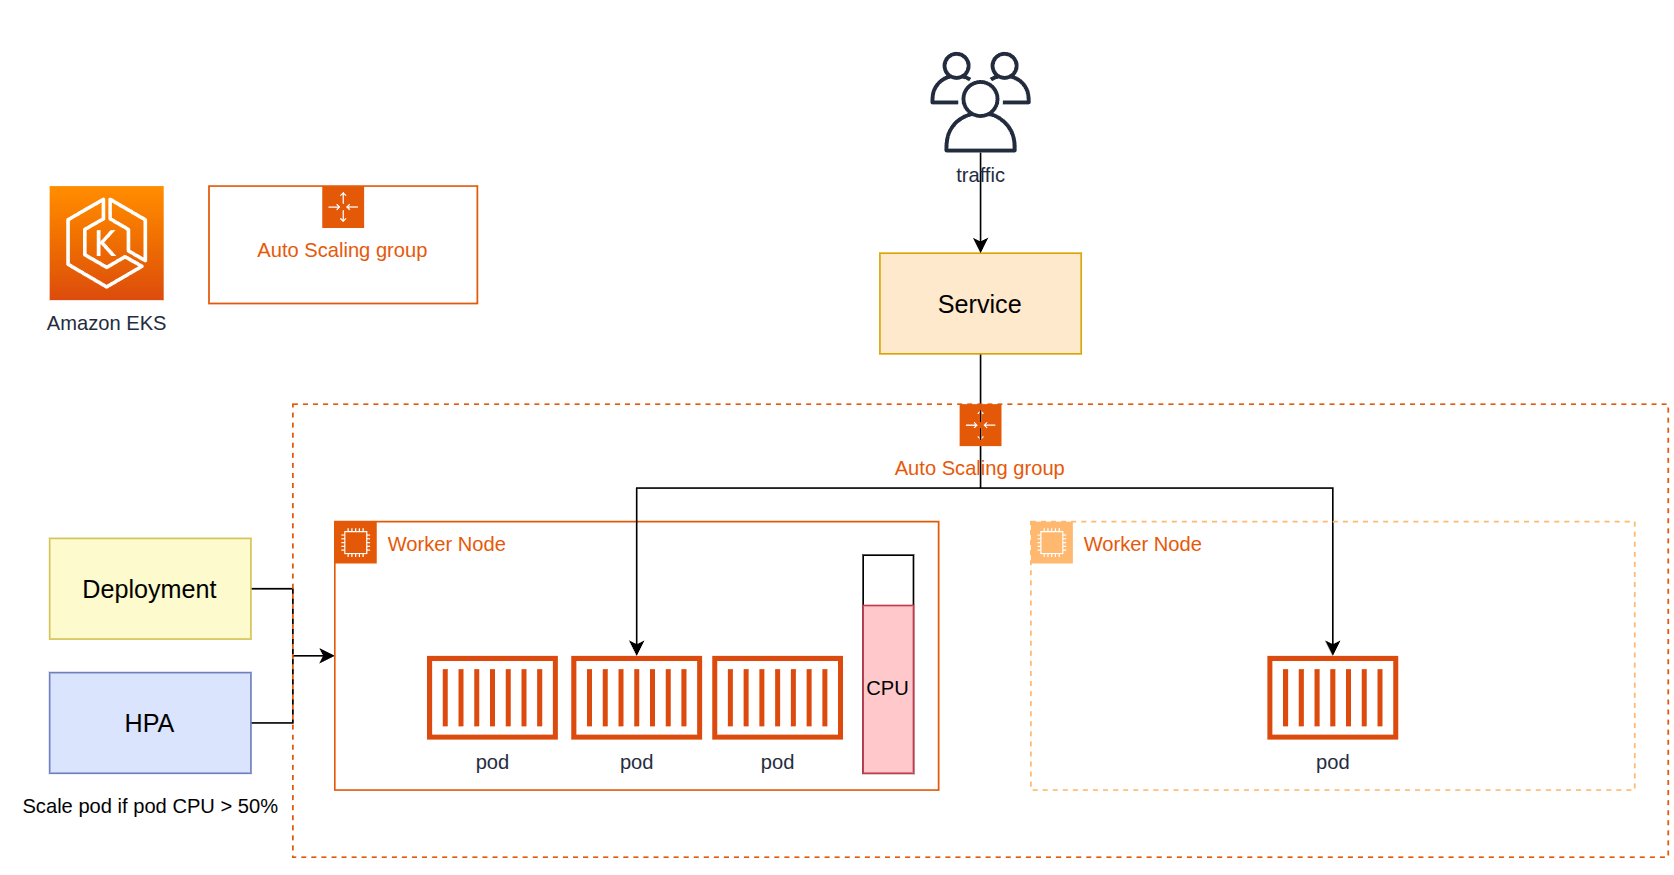 traffic
Auto Scaling group
Amazon EKS
Service
Auto Scaling group
Worker Node
Worker Node
Deployment
HPA
Scale pod if pod CPU > 50%
CPU
pod
pod
pod
pod